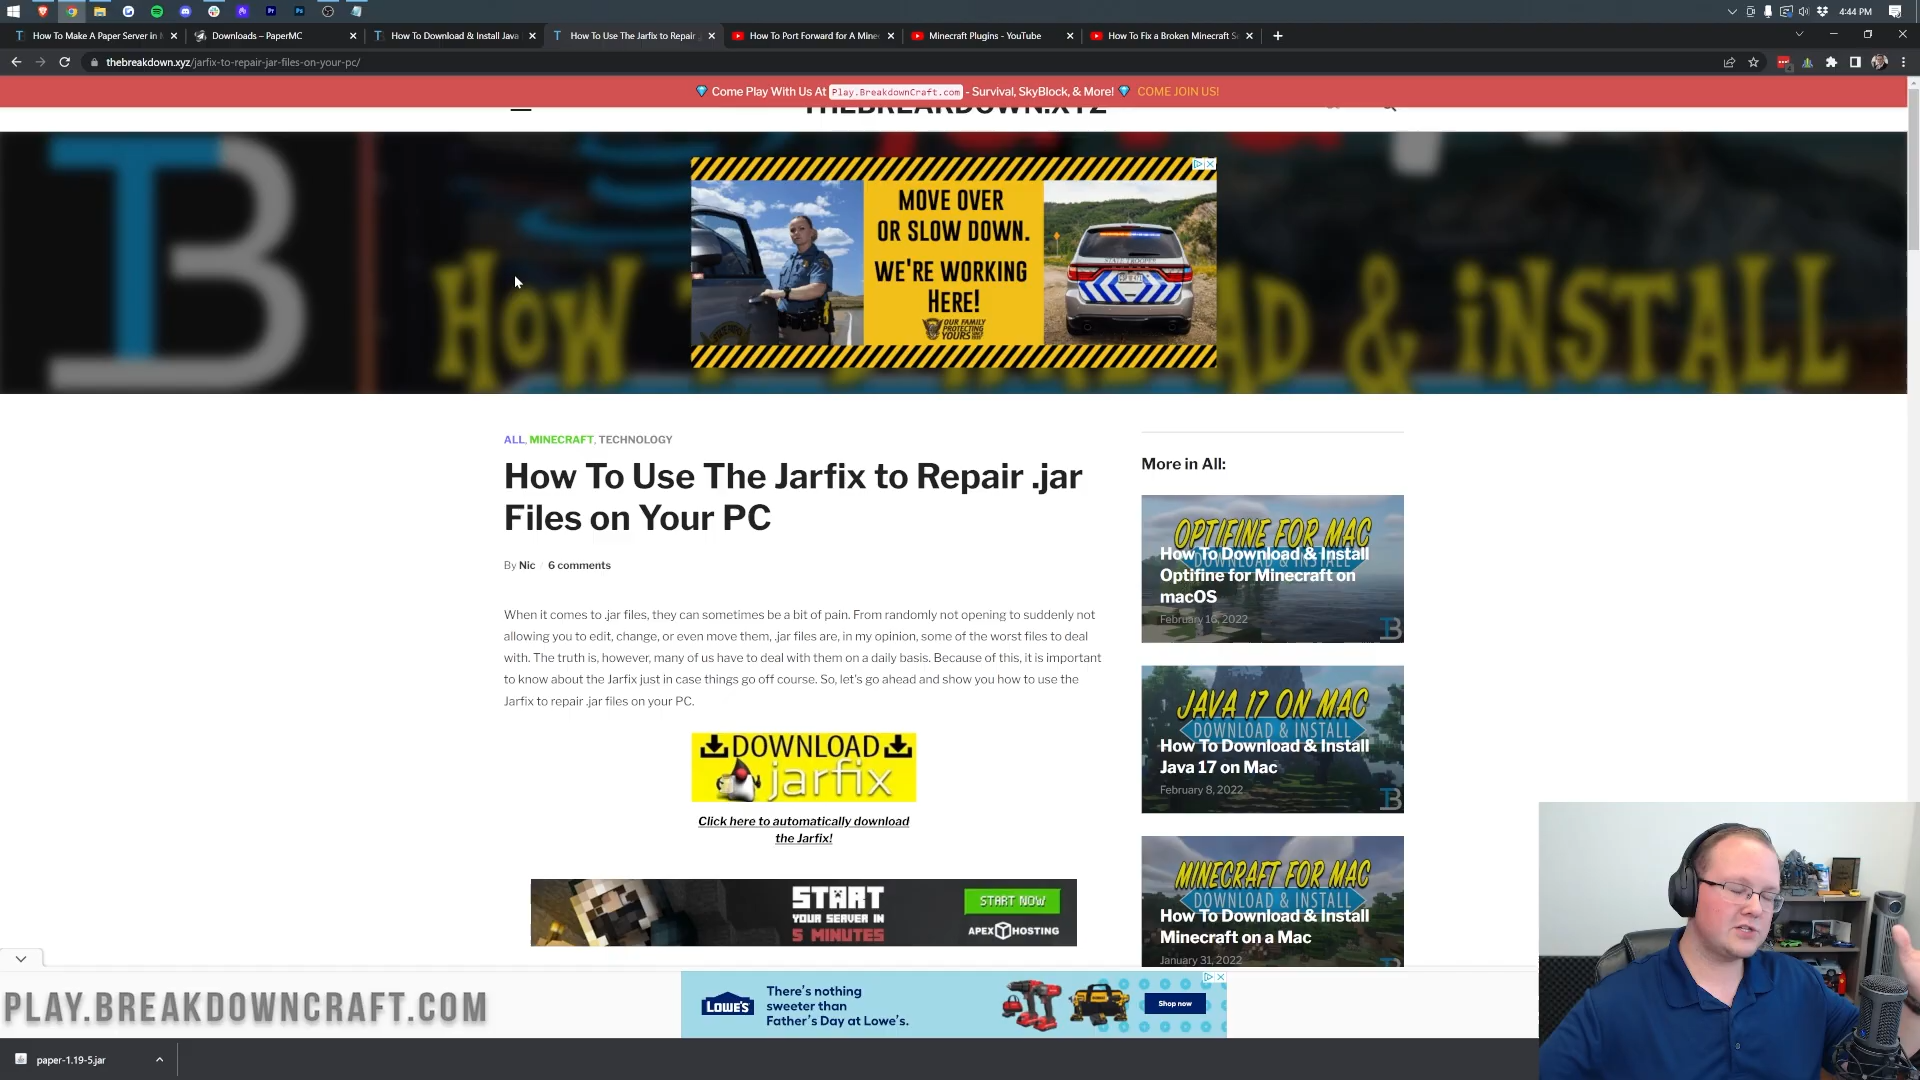 4:44 PM
How To Make A Paper Server in
Downloads – PaperMC
How To Download & Install Java
How To Use The Jarfix to Repair
How To Port Forward for A Mine
Minecraft Plugins - YouTube
How To Fix a Broken Minecraft S
thebreakdown.xyz/jarfix-to-repair-jar-files-on-your-pc/
Come Play With Us At Play.BreakdownCraft.com - Survival, SkyBlock, & More! COME JOIN US!
THEBREAKDOWN.XYZ
MOVE OVER
OR SLOW DOWN.
WE'RE WORKING
HERE!
OUR FAMILY
PROTECTING
YOURS
STATE TROOPER
HOW
AD & iNSTALL
ALL, MINECRAFT, TECHNOLOGY
How To Use The Jarfix to Repair .jar
Files on Your PC
By Nic / 6 comments
When it comes to .jar files, they can sometimes be a bit of pain. From randomly not opening to suddenly not
allowing you to edit, change, or even move them, .jar files are, in my opinion, some of the worst files to deal
with. The truth is, however, many of us have to deal with them on a daily basis. Because of this, it is important
to know about the Jarfix just in case things go off course. So, let's go ahead and show you how to use the
Jarfix to repair .jar files on your PC.
DOWNLOAD
jarfix
Click here to automatically download
the Jarfix!
START
YOUR SERVER IN
5 MINUTES
START NOW
APEX HOSTING
More in All:
OPTIFINE FOR MAC
DOWNLOAD & INSTALL
How To Download & Install
Optifine for Minecraft on
macOS
February 16, 2022
JAVA 17 ON MAC
DOWNLOAD & INSTALL
How To Download & Install
Java 17 on Mac
February 8, 2022
MINECRAFT FOR MAC
DOWNLOAD & INSTALL
How To Download & Install
Minecraft on a Mac
January 31, 2022
PLAY.BREAKDOWNCRAFT.COM
LOWE'S
There's nothing
sweeter than
Father's Day at Lowe's.
Shop now
paper-1.19-5.jar